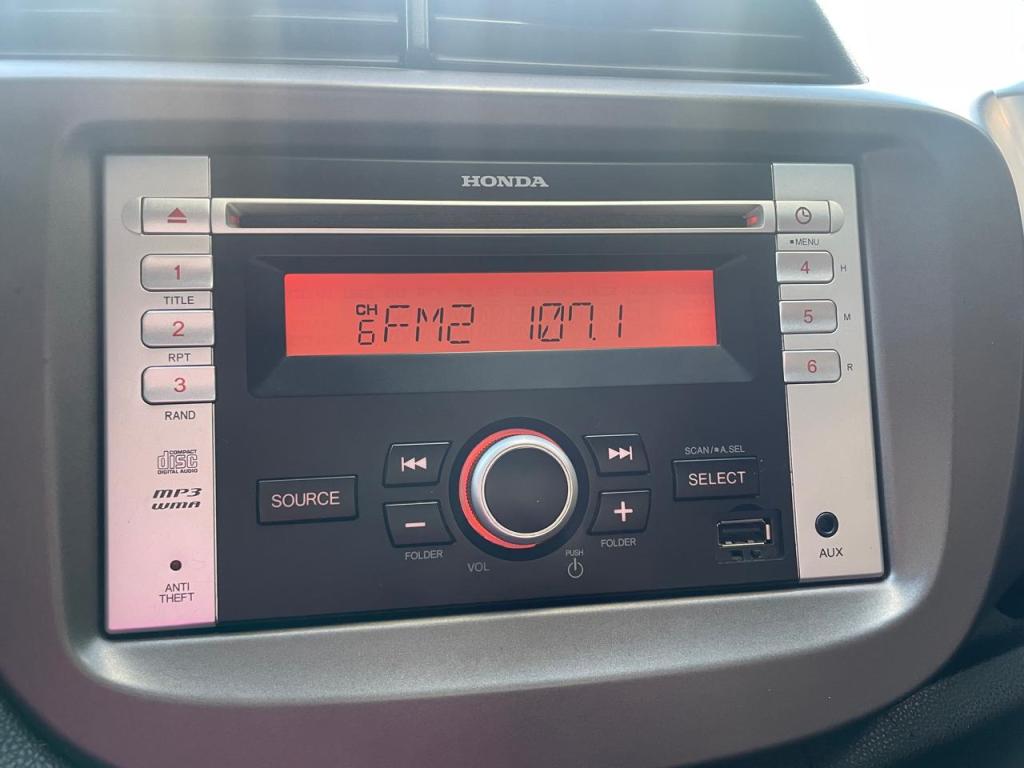 HONDA
1
TITLE
2
RPT
3
RAND
COMPACT
disc
DIGITAL AUDIO
MP3
WMA
ANTI
THEFT
CH
6 FM2 107.1
SOURCE
FOLDER
VOL
PUSH
FOLDER
SCAN/■A.SEL
SELECT
■MENU
4 H
5 M
6 R
AUX